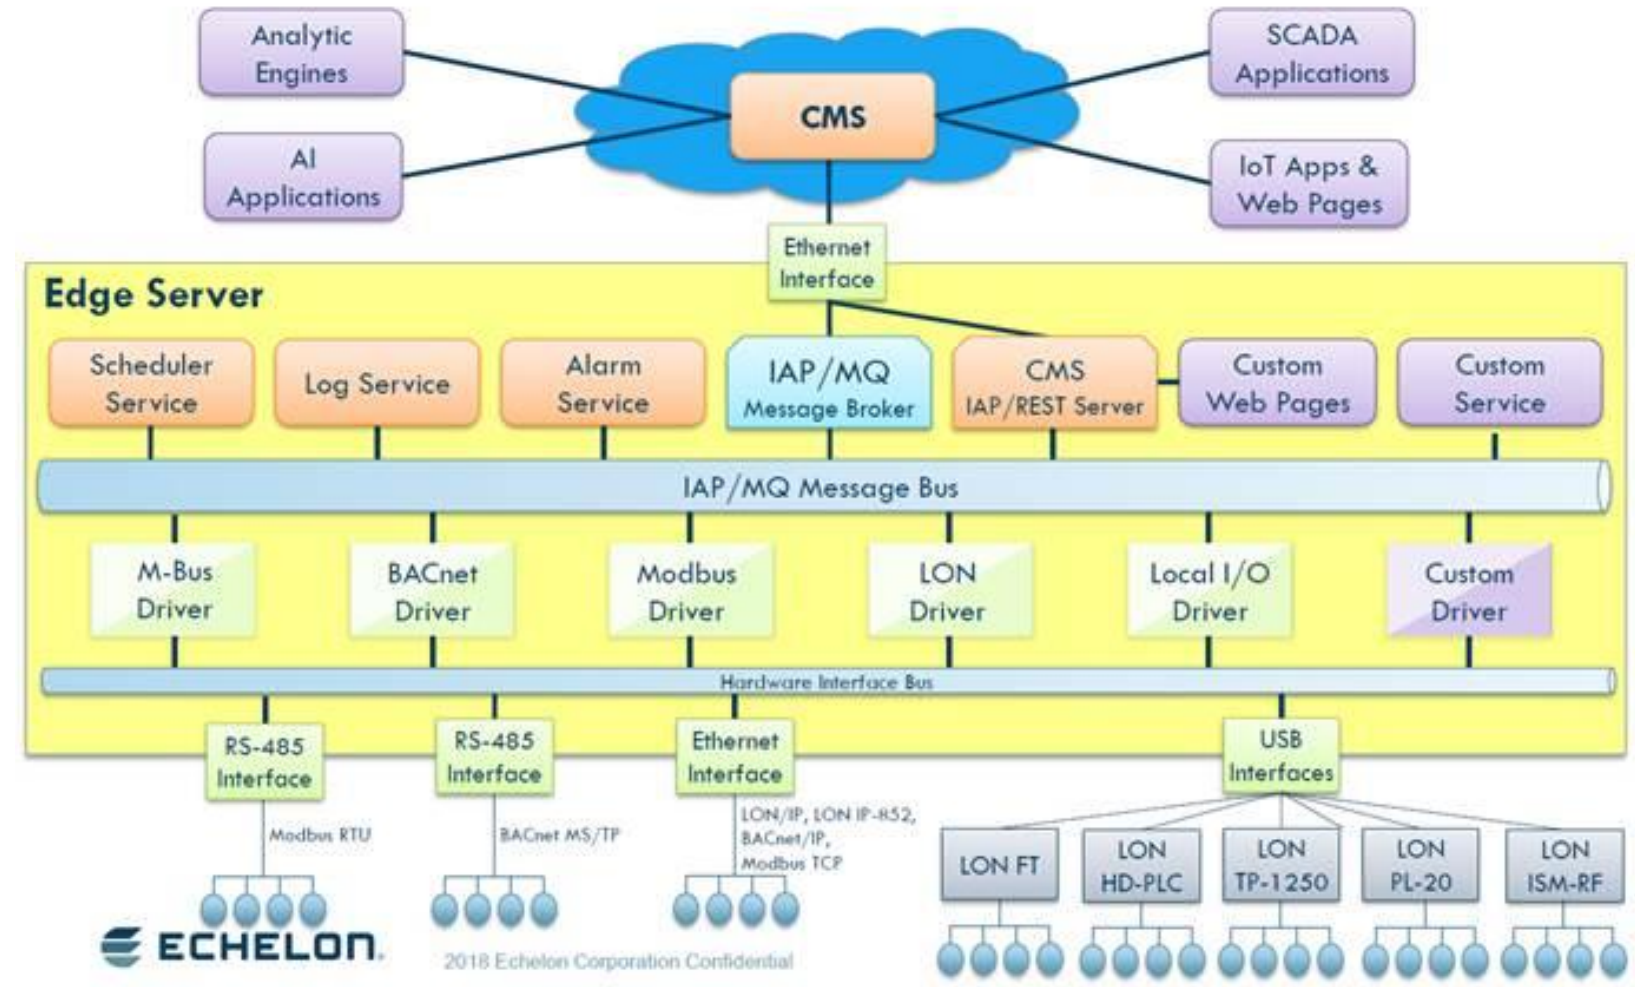 Analytic
Engines
SCADA
Applications
CMS
AI
Applications
IoT Apps &
Web Pages
Ethernet
Interface
Edge Server
Scheduler
Service
Log Service
Alarm
Service
IAP/MQ
Message Broker
CMS
IAP/REST Server
Custom
Web Pages
Custom
Service
IAP/MQ Message Bus
M-Bus
Driver
BACnet
Driver
Modbus
Driver
LON
Driver
Local I/O
Driver
Custom
Driver
Hardware Interface Bus
RS-485
Interface
RS-485
Interface
Ethernet
Interface
USB
Interfaces
Modbus RTU
BACnet MS/TP
LON/IP, LON IP-852,
BACnet/IP,
Modbus TCP
LON FT
LON
HD-PLC
LON
TP-1250
LON
PL-20
LON
ISM-RF
ECHELON.
2018 Echelon Corporation Confidential